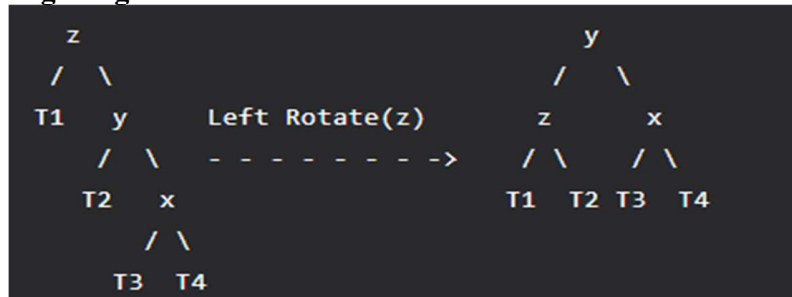 z                                y
/  \                           /    \
T1   y      Left Rotate(z)       z      x
/  \   - - - - - - - ->    / \    / \
T2   x                    T1  T2 T3  T4
/ \
T3  T4